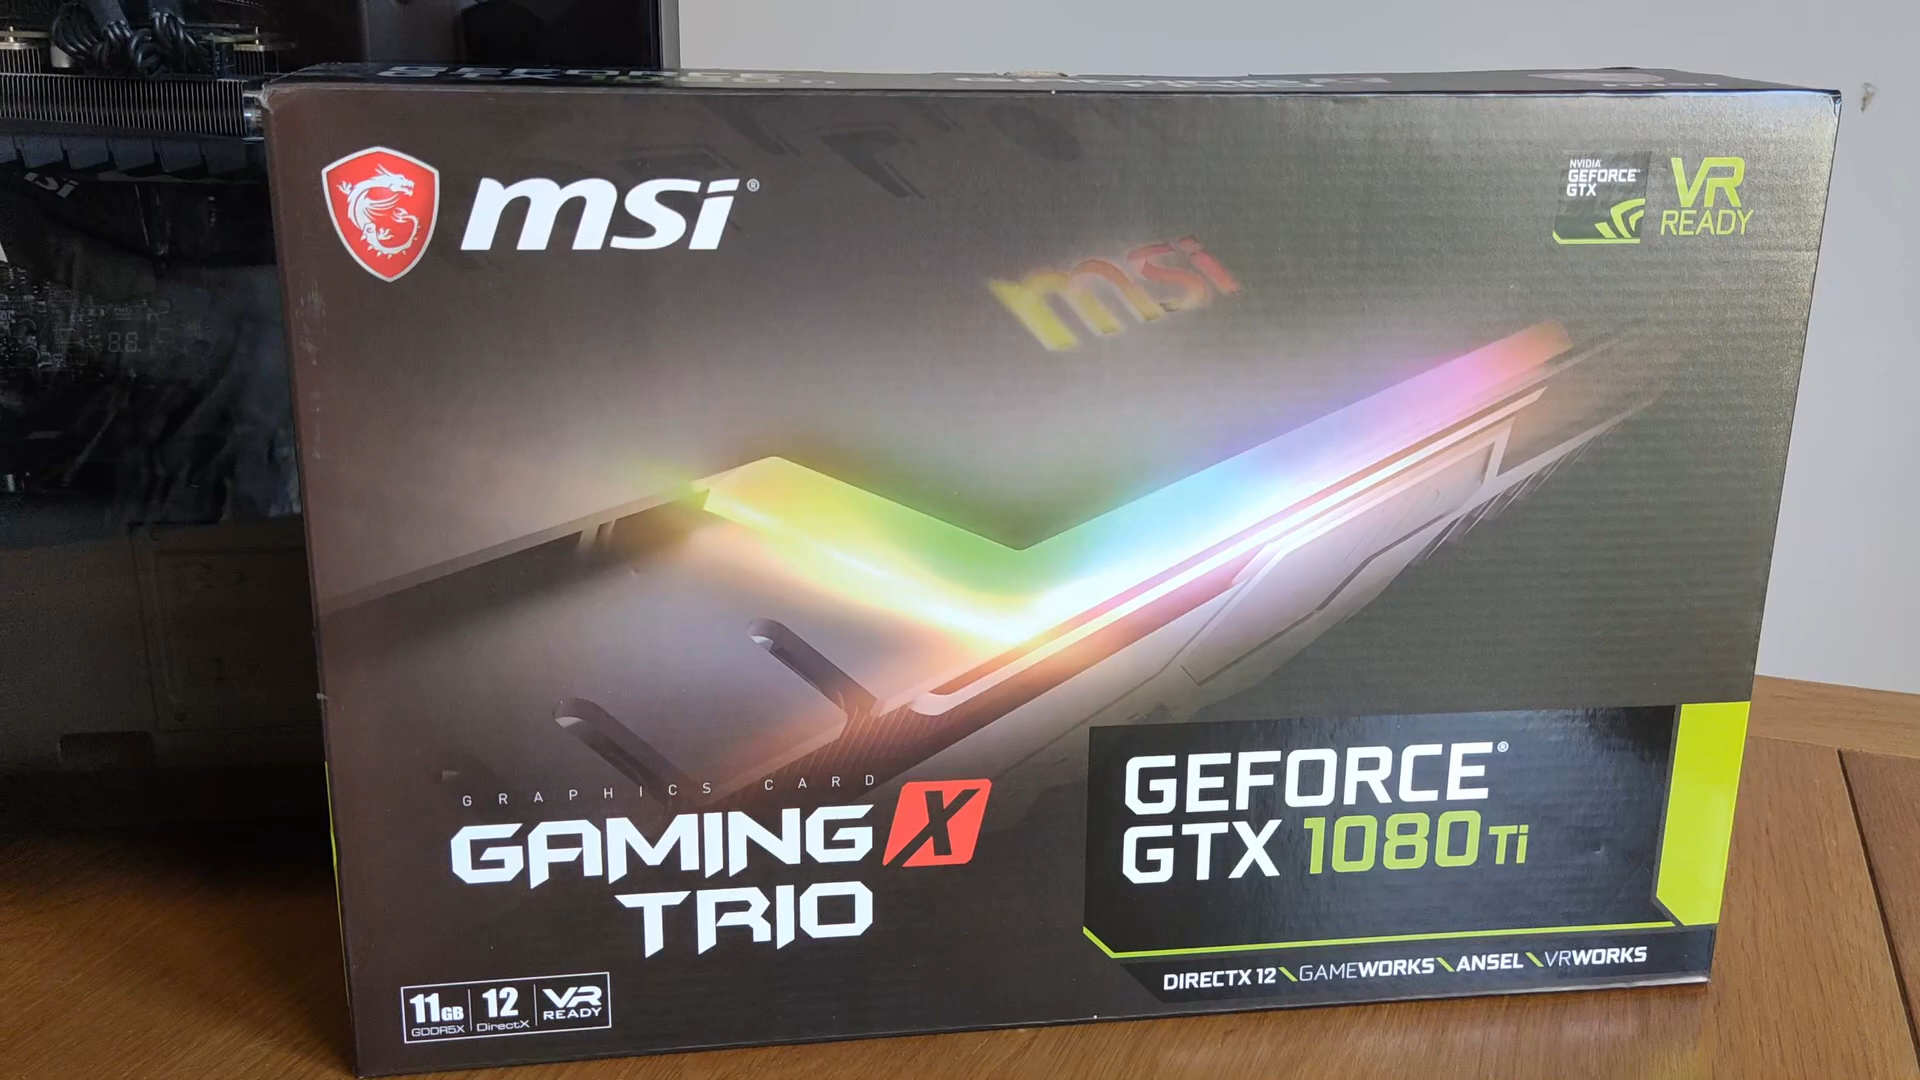 msi®
NVIDIA
GEFORCE
GTX
VR
READY
msi
GRAPHICS CARD
GAMING X
TRIO
GEFORCE®
GTX 1080 Ti
DIRECTX 12 \ GAMEWORKS \ ANSEL \ VRWORKS
11GB
GDDR5X
12
DirectX
VR
READY
msi